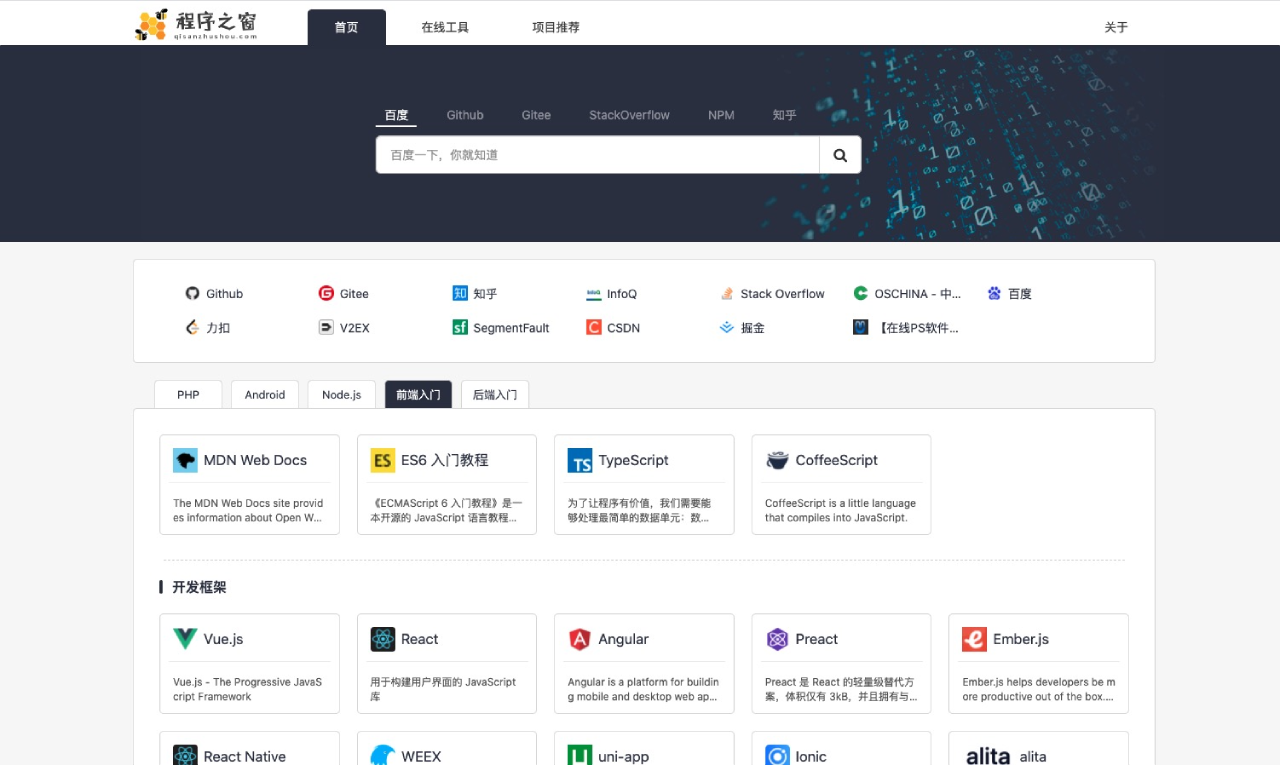 程序之窗
qisanzhushou.com
首页
在线工具
项目推荐
关于
百度
Github
Gitee
StackOverflow
NPM
知乎
百度一下，你就知道
Github
Gitee
知 知乎
InfoQ
Stack Overflow
OSCHINA - 中...
百度
力扣
V2EX
sf SegmentFault
C CSDN
掘金
【在线PS软件...
PHP
Android
Node.js
前端入门
后端入门
MDN Web Docs
The MDN Web Docs site provid
es information about Open W...
ES ES6 入门教程
《ECMAScript 6 入门教程》是一
本开源的 JavaScript 语言教程...
TS TypeScript
为了让程序有价值，我们需要能
够处理最简单的数据单元：数...
CoffeeScript
CoffeeScript is a little language
that compiles into JavaScript.
开发框架
Vue.js
Vue.js - The Progressive JavaS
cript Framework
React
用于构建用户界面的 JavaScript
库
Angular
Angular is a platform for buildin
g mobile and desktop web ap...
Preact
Preact 是 React 的轻量级替代方
案，体积仅有 3kB，并且拥有与...
Ember.js
Ember.js helps developers be m
ore productive out of the box....
React Native
WEEX
uni-app
Ionic
alita alita